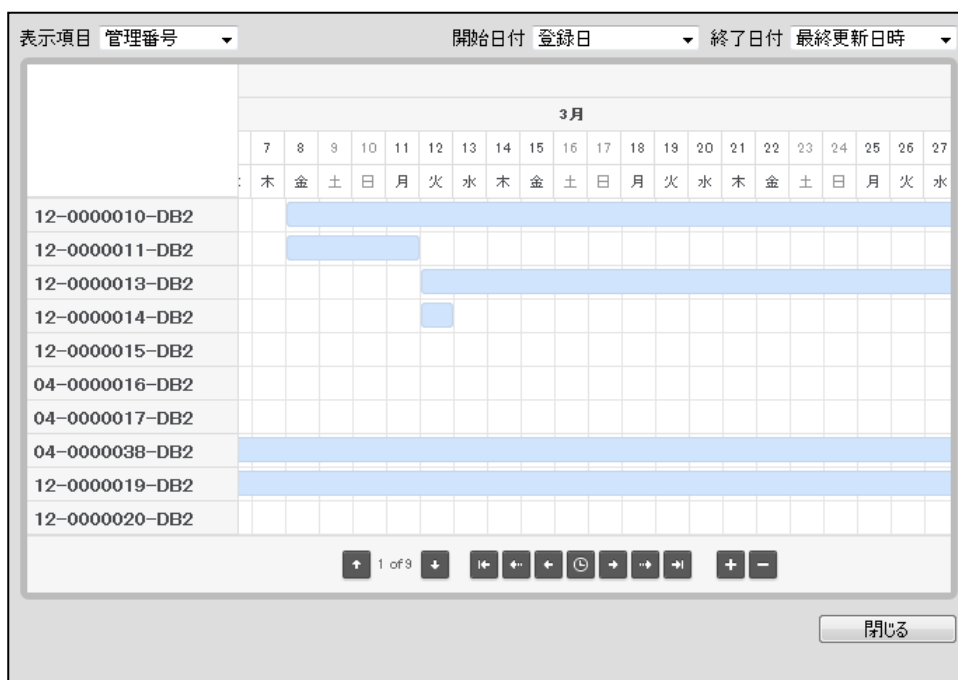 表示項目 管理番号 開始日付 登録日 終了日付 最終更新日時
3月
7 8 9 10 11 12 13 14 15 16 17 18 19 20 21 22 23 24 25 26 27
木 金 土 日 月 火 水 木 金 土 日 月 火 水 木 金 土 日 月 火 水
12-0000010-DB2
12-0000011-DB2
12-0000013-DB2
12-0000014-DB2
12-0000015-DB2
04-0000016-DB2
04-0000017-DB2
04-0000038-DB2
12-0000019-DB2
12-0000020-DB2
1 of 9
閉じる